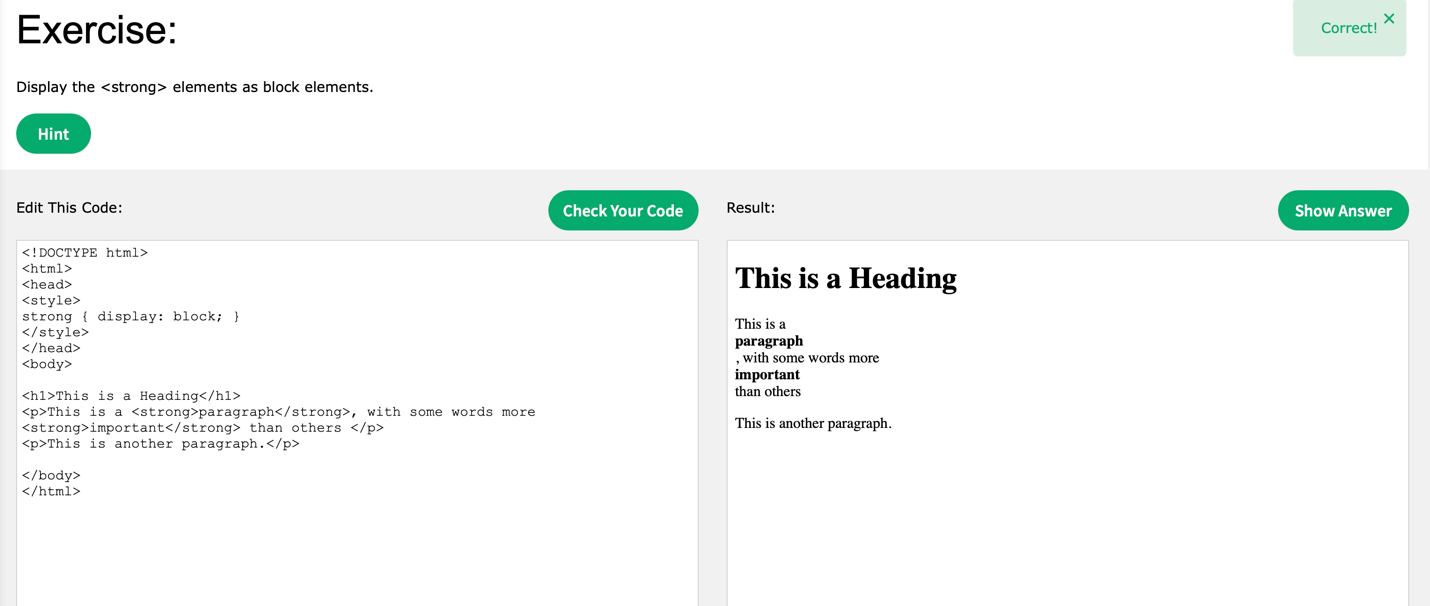 Exercise:
Correct! ×
Display the <strong> elements as block elements.
Hint
Edit This Code:
Check Your Code
Result:
Show Answer
<!DOCTYPE html>
<html>
<head>
<style>
strong { display: block; }
</style>
</head>
<body>
<h1>This is a Heading</h1>
<p>This is a <strong>paragraph</strong>, with some words more
<strong>important</strong> than others </p>
<p>This is another paragraph.</p>
</body>
</html>
This is a Heading
This is a
paragraph
, with some words more
important
than others
This is another paragraph.